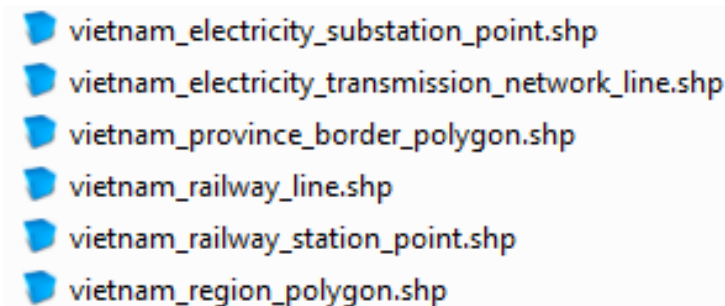 vietnam_electricity_substation_point.shp
vietnam_electricity_transmission_network_line.shp
vietnam_province_border_polygon.shp
vietnam_railway_line.shp
vietnam_railway_station_point.shp
vietnam_region_polygon.shp